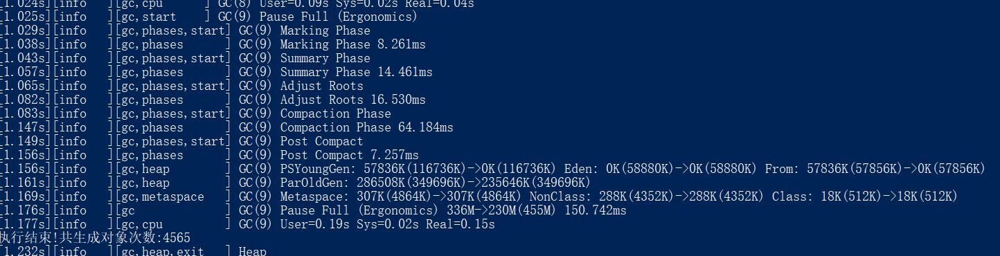 [1.024s][info   ][gc,cpu      ] GC(8) User=0.09s Sys=0.02s Real=0.04s
[1.025s][info   ][gc,start    ] GC(9) Pause Full (Ergonomics)
[1.029s][info   ][gc,phases,start] GC(9) Marking Phase
[1.038s][info   ][gc,phases      ] GC(9) Marking Phase 8.261ms
[1.043s][info   ][gc,phases,start] GC(9) Summary Phase
[1.057s][info   ][gc,phases      ] GC(9) Summary Phase 14.461ms
[1.065s][info   ][gc,phases,start] GC(9) Adjust Roots
[1.082s][info   ][gc,phases      ] GC(9) Adjust Roots 16.530ms
[1.083s][info   ][gc,phases,start] GC(9) Compaction Phase
[1.147s][info   ][gc,phases      ] GC(9) Compaction Phase 64.184ms
[1.149s][info   ][gc,phases,start] GC(9) Post Compact
[1.156s][info   ][gc,phases      ] GC(9) Post Compact 7.257ms
[1.156s][info   ][gc,heap        ] GC(9) PSYoungGen: 57836K(116736K)->0K(116736K) Eden: 0K(58880K)->0K(58880K) From: 57836K(57856K)->0K(57856K)
[1.161s][info   ][gc,heap        ] GC(9) ParOldGen: 286508K(349696K)->235646K(349696K)
[1.169s][info   ][gc,metaspace   ] GC(9) Metaspace: 307K(4864K)->307K(4864K) NonClass: 288K(4352K)->288K(4352K) Class: 18K(512K)->18K(512K)
[1.176s][info   ][gc             ] GC(9) Pause Full (Ergonomics) 336M->230M(455M) 150.742ms
[1.177s][info   ][gc,cpu         ] GC(9) User=0.19s Sys=0.02s Real=0.15s
执行结束!共生成对象次数:4565
[1.232s][info   ][gc,heap,exit   ] Heap